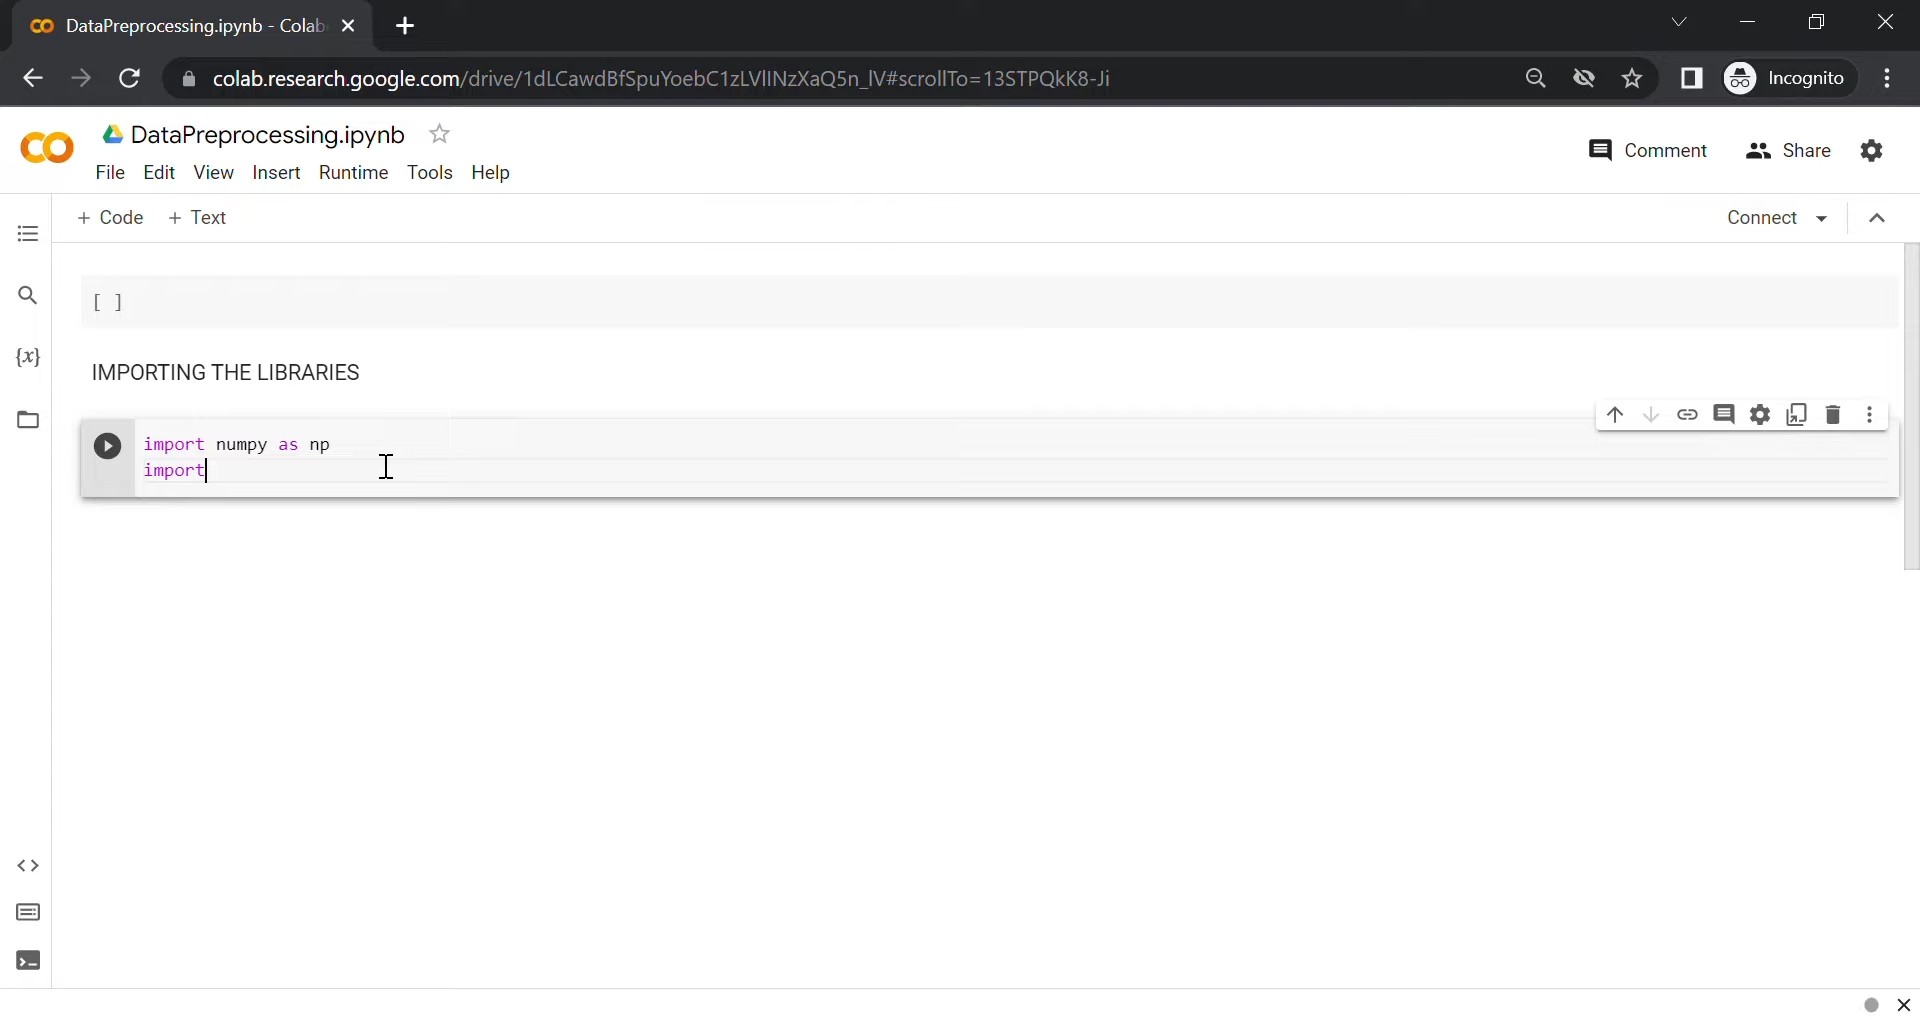 DataPreprocessing.ipynb - Colab
colab.research.google.com/drive/1dLCawdBfSpuYoebC1zLVlINzXaQ5n_lV#scrollTo=13STPQkK8-Ji
Incognito
DataPreprocessing.ipynb
File Edit View Insert Runtime Tools Help
Comment
Share
+ Code + Text
Connect
[ ]
IMPORTING THE LIBRARIES
import numpy as np
import
{x}